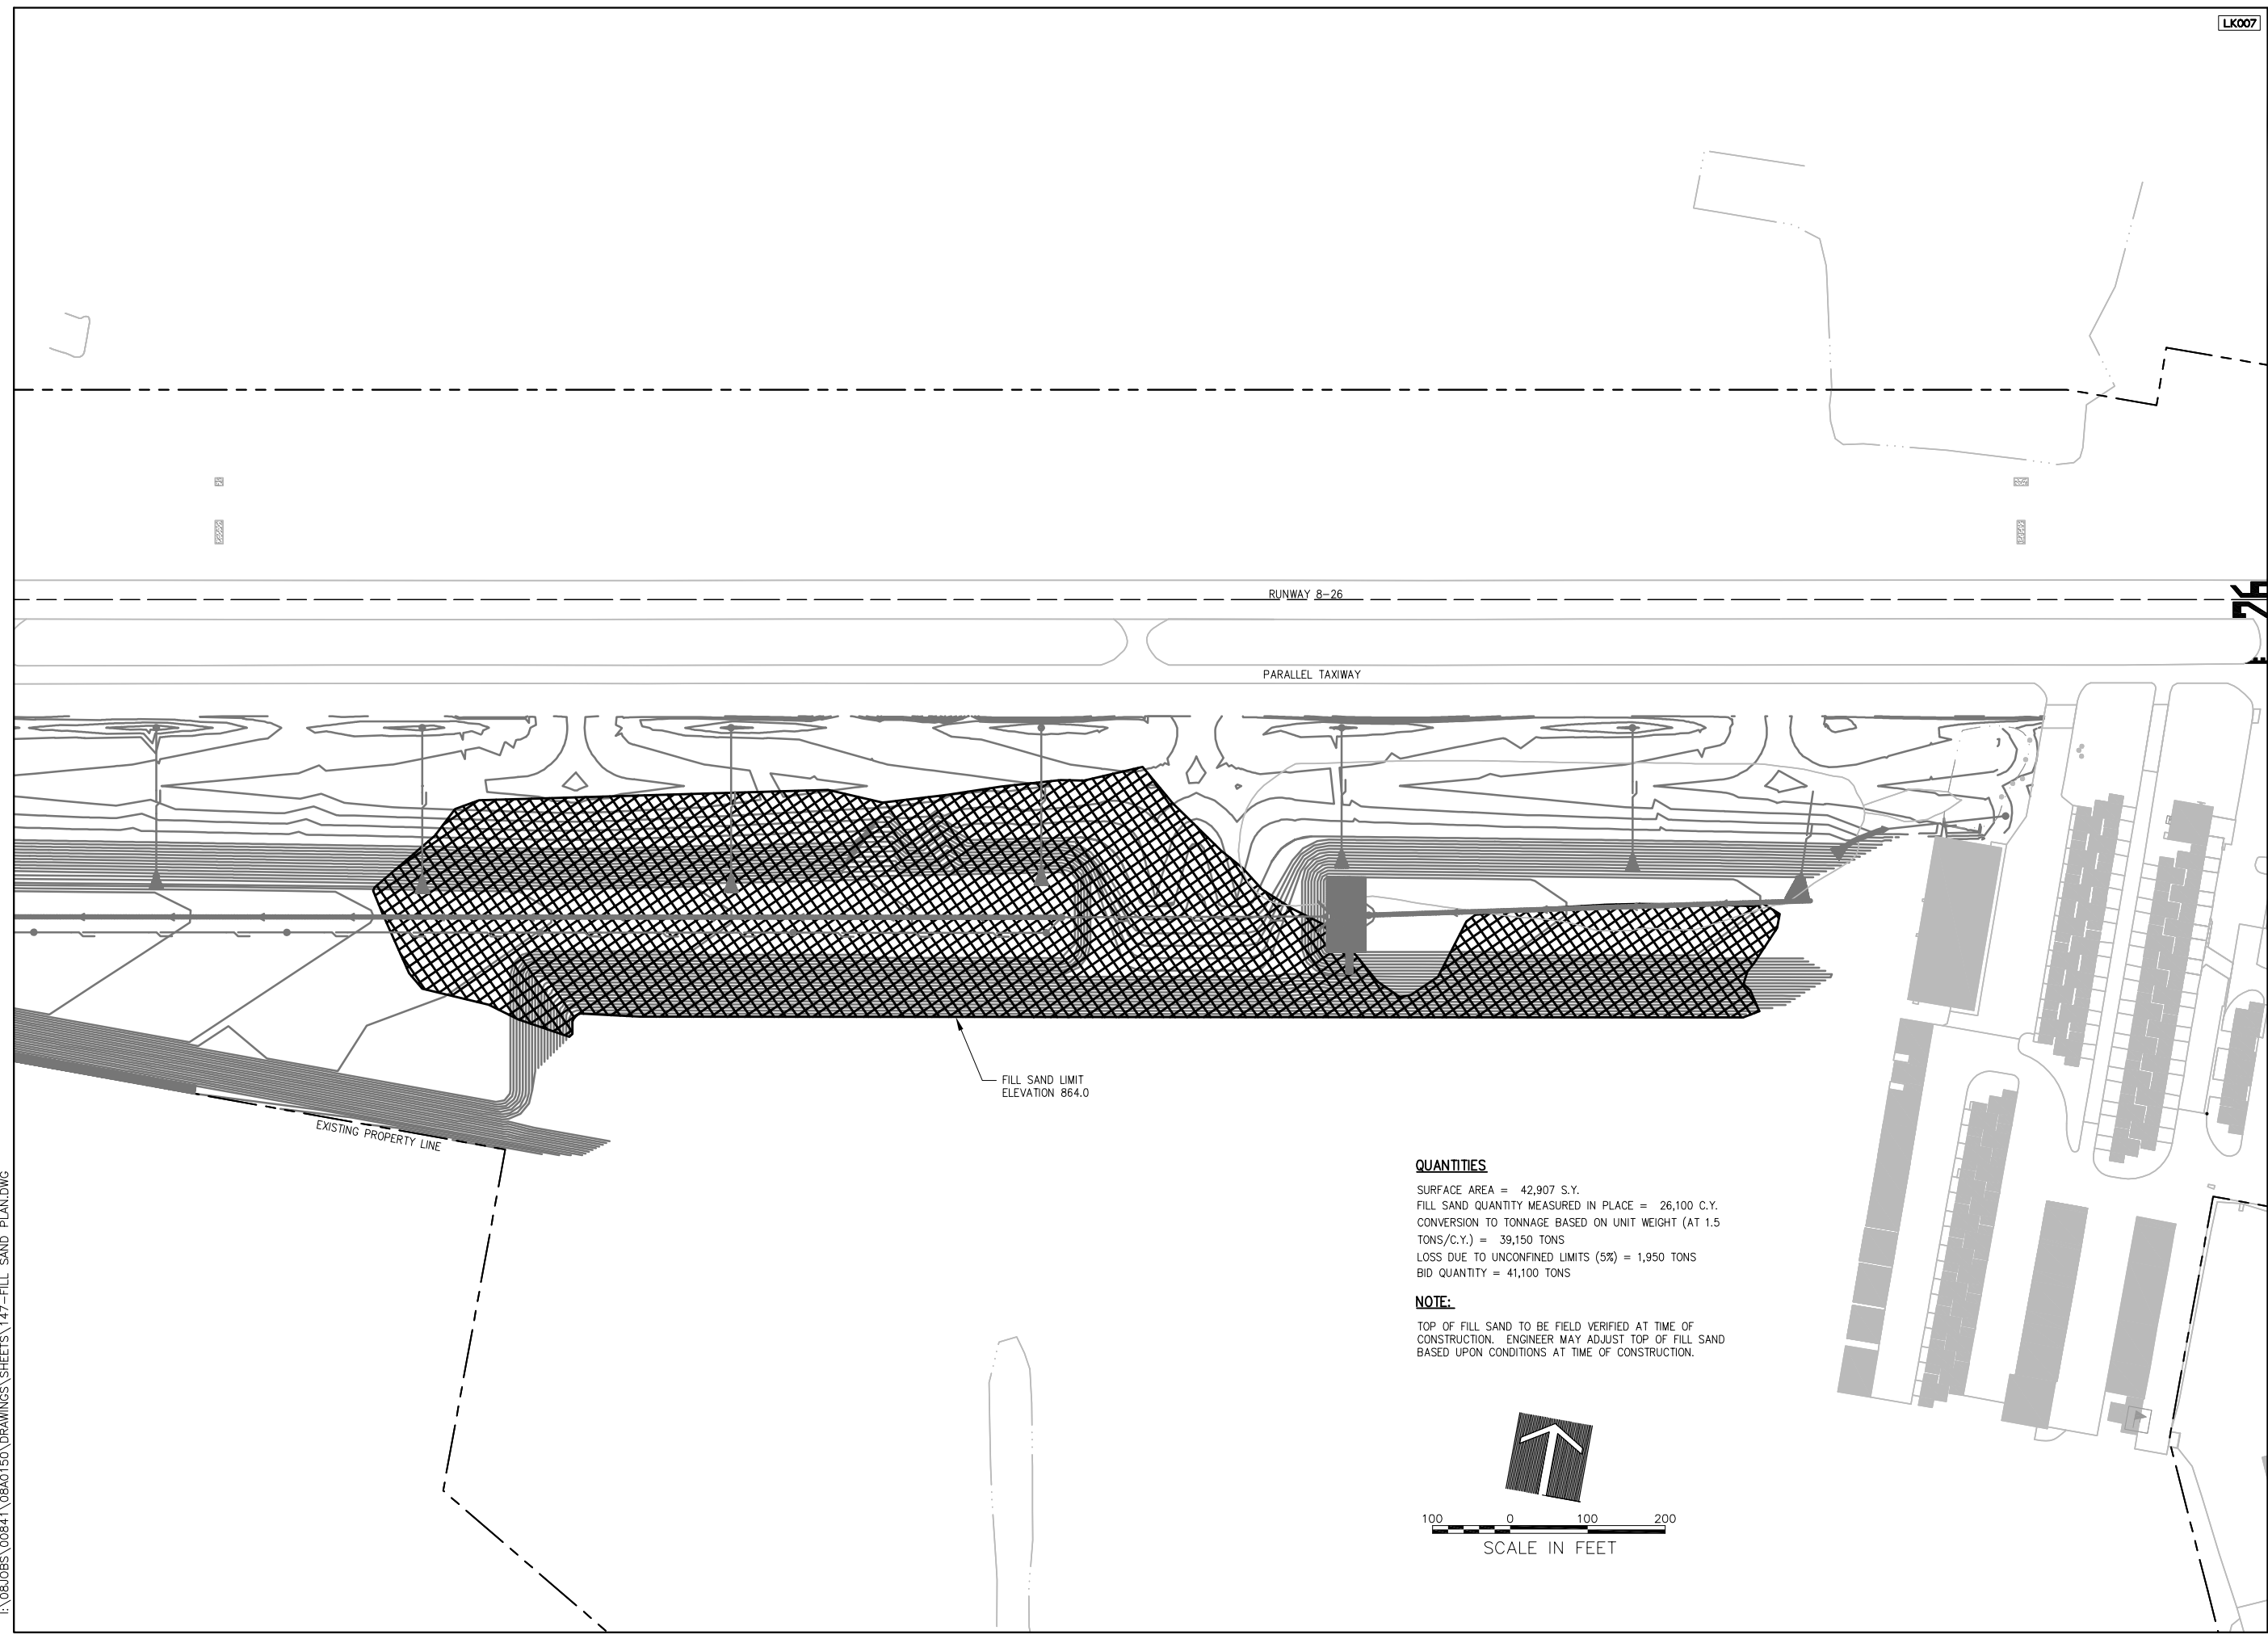 LK007
RUNWAY 8-26
26
PARALLEL TAXIWAY
FILL SAND LIMIT
ELEVATION 864.0
EXISTING PROPERTY LINE
QUANTITIES
SURFACE AREA = 42,907 S.Y.
FILL SAND QUANTITY MEASURED IN PLACE = 26,100 C.Y.
CONVERSION TO TONNAGE BASED ON UNIT WEIGHT (AT 1.5
TONS/C.Y.) = 39,150 TONS
LOSS DUE TO UNCONFINED LIMITS (5%) = 1,950 TONS
BID QUANTITY = 41,100 TONS
NOTE:
TOP OF FILL SAND TO BE FIELD VERIFIED AT TIME OF
CONSTRUCTION. ENGINEER MAY ADJUST TOP OF FILL SAND
BASED UPON CONDITIONS AT TIME OF CONSTRUCTION.
100 0 100 200
SCALE IN FEET
I:\08JOBS\00841\08A0150\DRAWINGS\SHEETS\147-FILL SAND PLAN.DWG